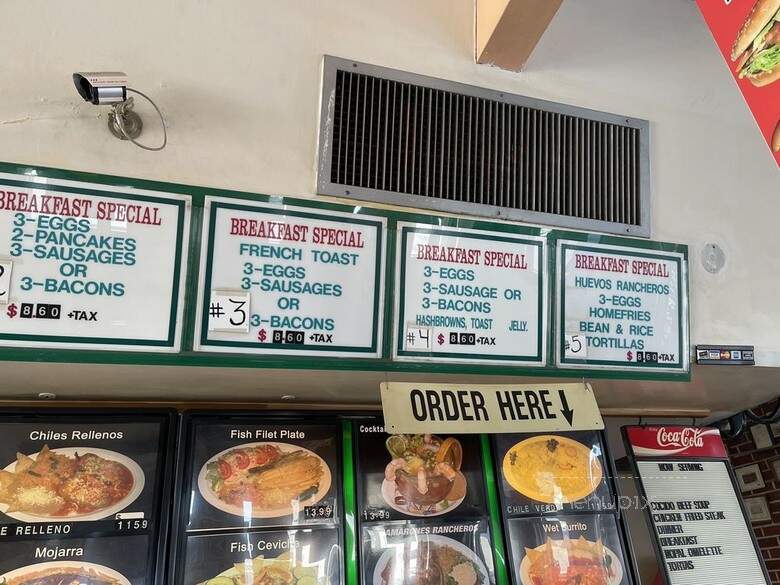 BREAKFAST SPECIAL
3-EGGS
2-PANCAKES
3-SAUSAGES
OR
3-BACONS
$ 8.60 +TAX
BREAKFAST SPECIAL
FRENCH TOAST
3-EGGS
3-SAUSAGES
OR
3-BACONS
#3
$ 8.60 +TAX
BREAKFAST SPECIAL
3-EGGS
3-SAUSAGE OR
3-BACONS
HASHBROWNS, TOAST JELLY.
#4
$ 8.60 +TAX
BREAKFAST SPECIAL
HUEVOS RANCHEROS
3-EGGS
HOMEFRIES
BEAN & RICE
TORTILLAS
#5
$ 8.60 +TAX
ORDER HERE
Chiles Rellenos
E RELLENO 1159
Mojarra
Fish Filet Plate
13.99
Fish Ceviche
Cockta
13.99
CAMARONES RANCHEROS
CHILE VERDE
Wet Burrito
menupix
Coca-Cola
NOW SERVING
COCIDO BEEF SOUP
CHICKEN FRIED STEAK
DINNER
BREAKFAST
NOPAL OMELETTE
TORTAS